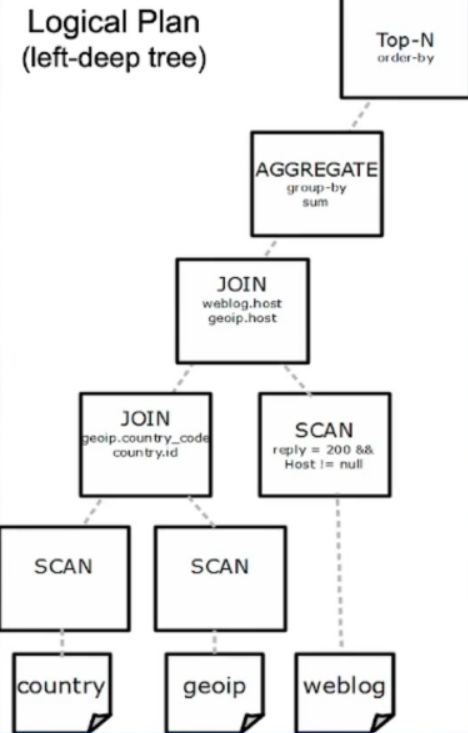 Logical Plan
(left-deep tree)
Top-N
order-by
AGGREGATE
group-by
sum
JOIN
weblog.host
geoip.host
JOIN
geoip.country_code
country.id
SCAN
reply = 200 &&
Host != null
SCAN
SCAN
country
geoip
weblog